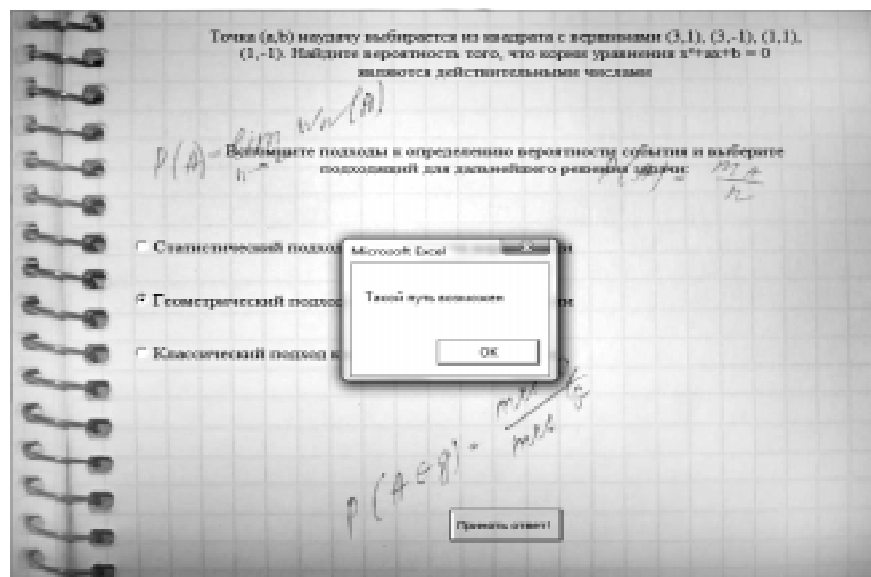 Точка (a,b) наудачу выбирается из квадрата с вершинами (3,1), (3,-1), (1,1),
(1,-1). Найдите вероятность того, что корни уравнения x²+ax+b = 0
являются действительными числами
P(A)= lim Wn(A)
n
Вспомните подходы к определению вероятности события и выберите
подходящий для дальнейшего решения задачи:
Статистический подход
Microsoft Excel
Геометрический подход
Такой путь возможен
Классический подход к
OK
P(A∈g)=
Принять ответ!